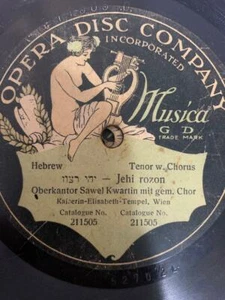 OPERA DISC COMPANY
INCORPORATED
Musica
G D
TRADE MARK
Hebrew Tenor w. Chorus
יהי רצון — Jehi rozon
Oberkantor Sawel Kwartin mit gem. Chor
Kaiserin-Elisabeth-Tempel, Wien
Catalogue No. Catalogue No.
211505 211505